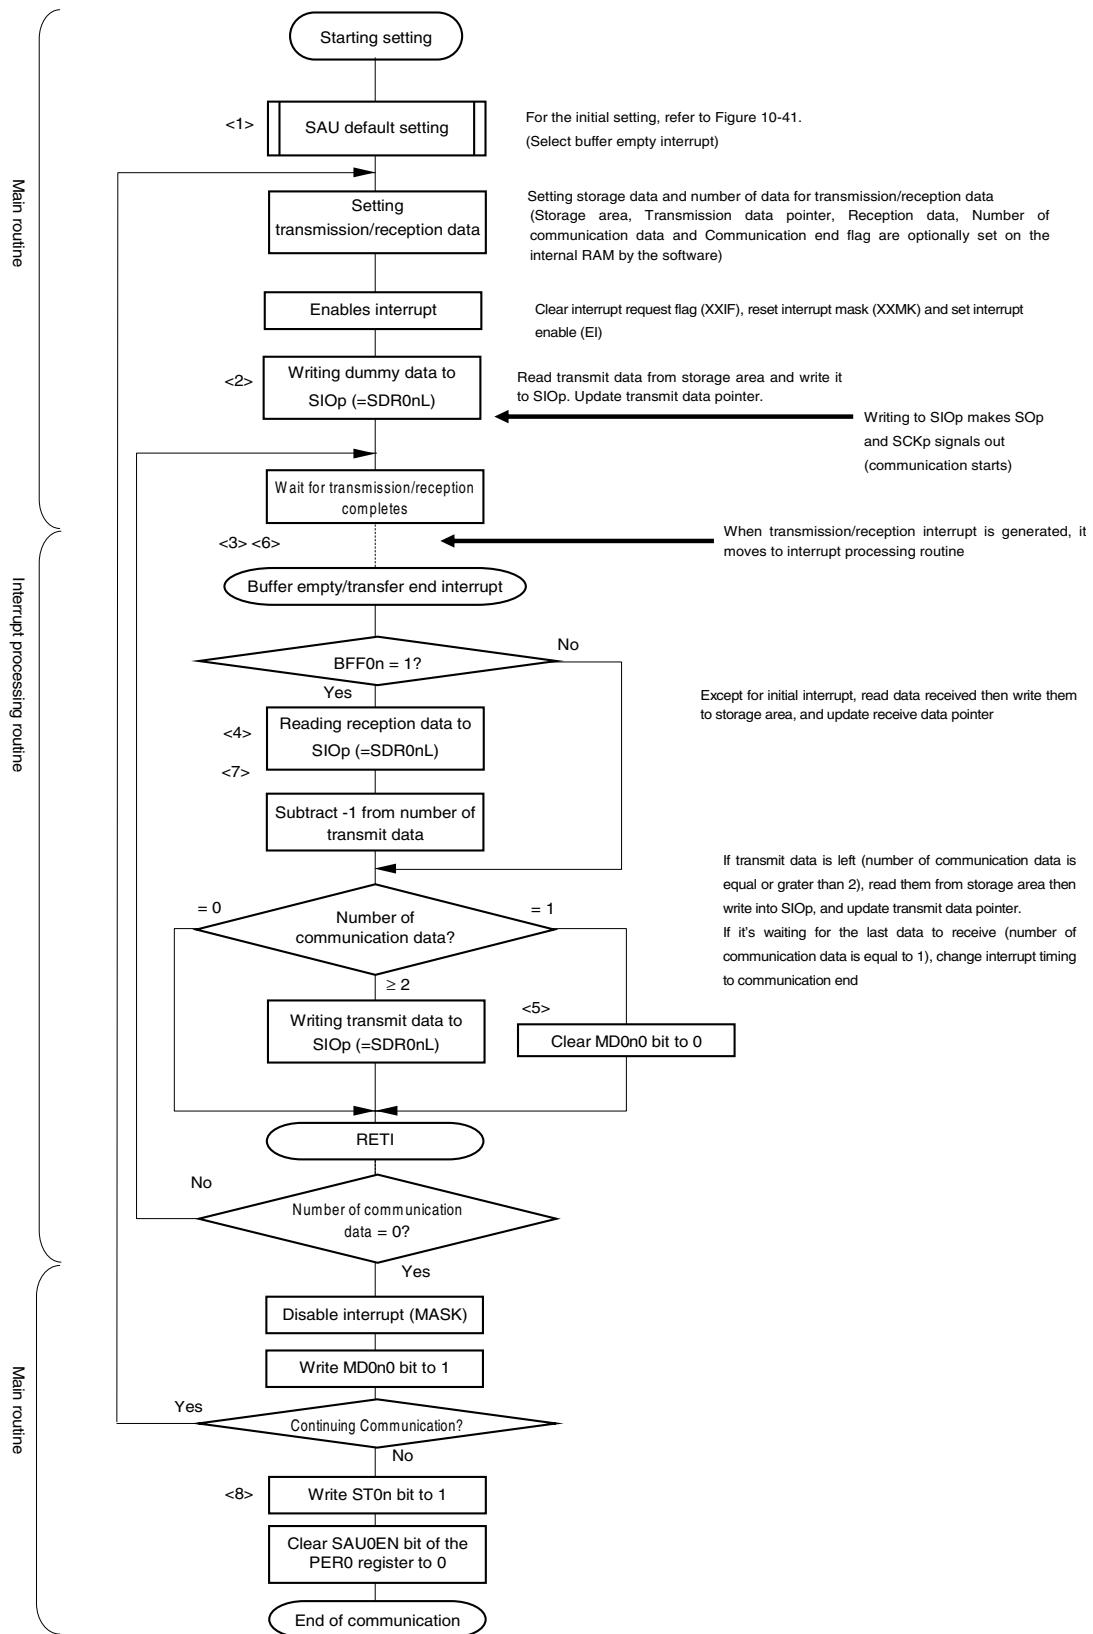 Starting setting
<1>
SAU default setting
For the initial setting, refer to Figure 10-41.
(Select buffer empty interrupt)
Main routine
Setting
transmission/reception data
Setting storage data and number of data for transmission/reception data
(Storage area, Transmission data pointer, Reception data, Number of
communication data and Communication end flag are optionally set on the
internal RAM by the software)
Enables interrupt
Clear interrupt request flag (XXIF), reset interrupt mask (XXMK) and set interrupt
enable (EI)
<2>
Writing dummy data to
SIOp (=SDR0nL)
Read transmit data from storage area and write it
to SIOp. Update transmit data pointer.
Writing to SIOp makes SOp
and SCKp signals out
(communication starts)
Wait for transmission/reception
completes
<3> <6>
When transmission/reception interrupt is generated, it
moves to interrupt processing routine
Interrupt processing routine
Buffer empty/transfer end interrupt
BFF0n = 1?
No
Yes
<4>
Reading reception data to
SIOp (=SDR0nL)
<7>
Except for initial interrupt, read data received then write them
to storage area, and update receive data pointer
Subtract -1 from number of
transmit data
= 0
Number of
communication data?
= 1
≥ 2
If transmit data is left (number of communication data is
equal or grater than 2), read them from storage area then
write into SIOp, and update transmit data pointer.
If it's waiting for the last data to receive (number of
communication data is equal to 1), change interrupt timing
to communication end
Writing transmit data to
SIOp (=SDR0nL)
<5>
Clear MD0n0 bit to 0
RETI
No
Number of communication
data = 0?
Yes
Main routine
Disable interrupt (MASK)
Write MD0n0 bit to 1
Yes
Continuing Communication?
No
<8>
Write ST0n bit to 1
Clear SAU0EN bit of the
PER0 register to 0
End of communication